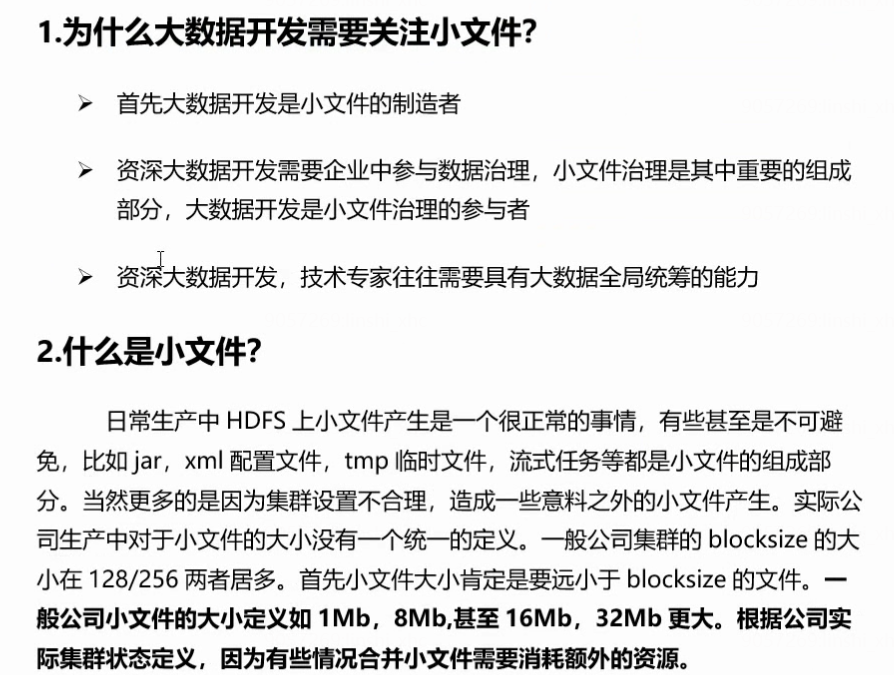 1.为什么大数据开发需要关注小文件?
➢ 首先大数据开发是小文件的制造者
➢ 资深大数据开发需要企业中参与数据治理，小文件治理是其中重要的组成
部分，大数据开发是小文件治理的参与者
➢ 资深大数据开发，技术专家往往需要具有大数据全局统筹的能力
2.什么是小文件?
日常生产中 HDFS 上小文件产生是一个很正常的事情，有些甚至是不可避
免，比如 jar，xml 配置文件，tmp 临时文件，流式任务等都是小文件的组成部
分。当然更多的是因为集群设置不合理，造成一些意料之外的小文件产生。实际公
司生产中对于小文件的大小没有一个统一的定义。一般公司集群的 blocksize 的大
小在 128/256 两者居多。首先小文件大小肯定是要远小于 blocksize 的文件。一
般公司小文件的大小定义如 1Mb，8Mb,甚至 16Mb，32Mb 更大。根据公司实
际集群状态定义，因为有些情况合并小文件需要消耗额外的资源。